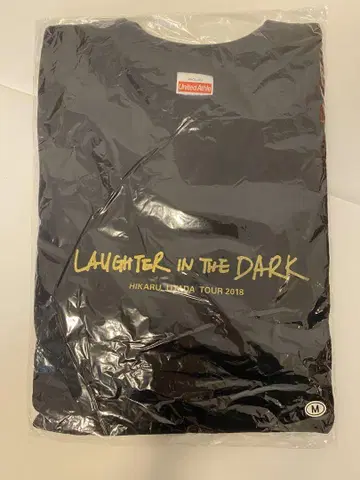 United Athle
LAUGHTER IN THE DARK
HIKARU UTADA TOUR 2018
M